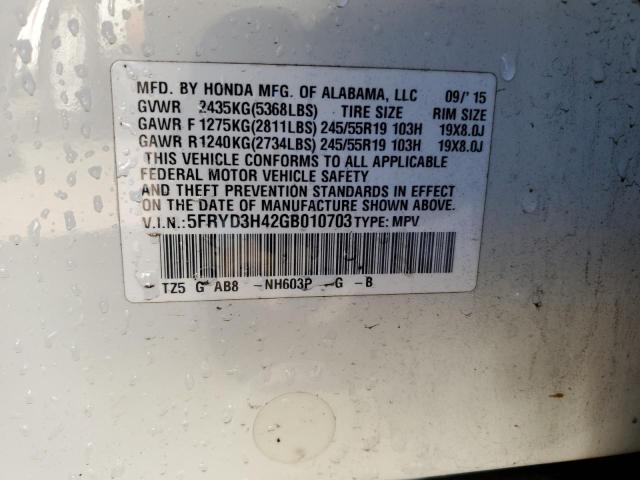 MFD. BY HONDA MFG. OF ALABAMA, LLC 09/'15
GVWR 2435KG(5368LBS) TIRE SIZE RIM SIZE
GAWR F 1275KG(2811LBS) 245/55R19 103H 19X8.0J
GAWR R1240KG(2734LBS) 245/55R19 103H 19X8.0J
THIS VEHICLE CONFORMS TO ALL APPLICABLE
FEDERAL MOTOR VEHICLE SAFETY
AND THEFT PREVENTION STANDARDS IN EFFECT
ON THE DATE OF MANUFACTURE SHOWN ABOVE.
V.I.N.:5FRYD3H42GB010703 TYPE: MPV
TZ5 G AB8 -NH603P -G -B